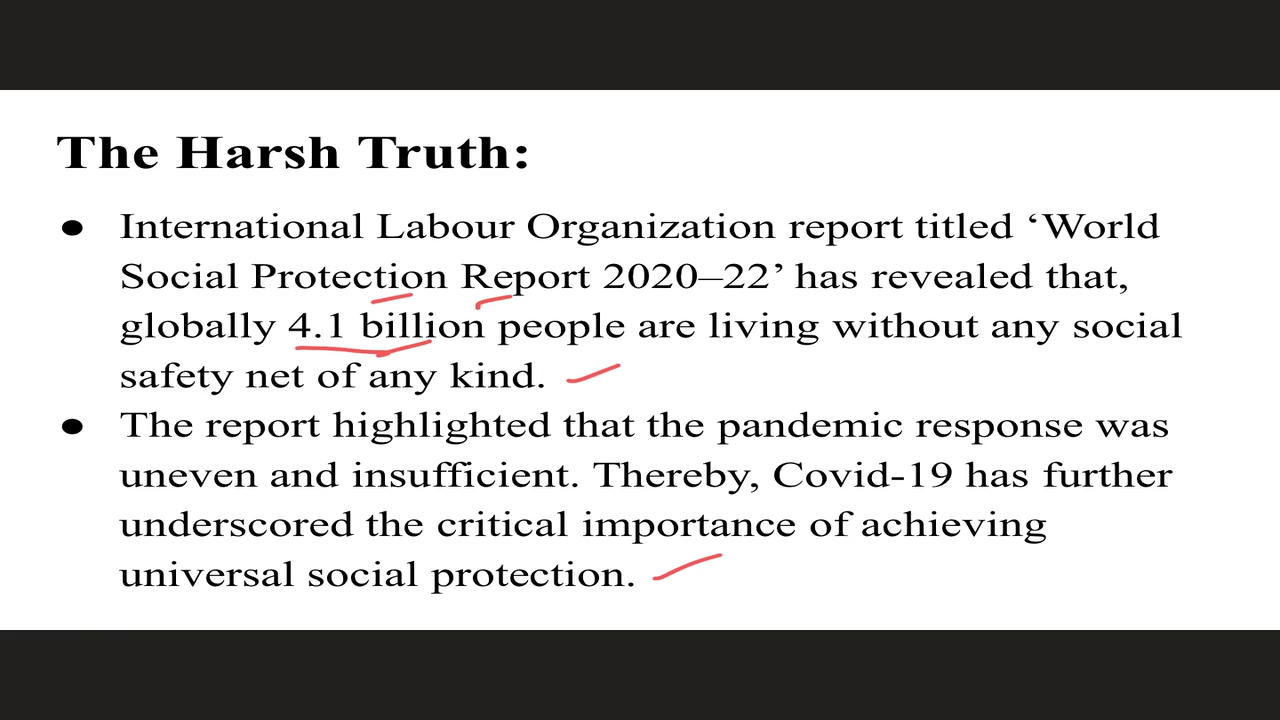 The Harsh Truth:
● International Labour Organization report titled ‘World
Social Protection Report 2020–22’ has revealed that,
globally 4.1 billion people are living without any social
safety net of any kind.
● The report highlighted that the pandemic response was
uneven and insufficient. Thereby, Covid-19 has further
underscored the critical importance of achieving
universal social protection.